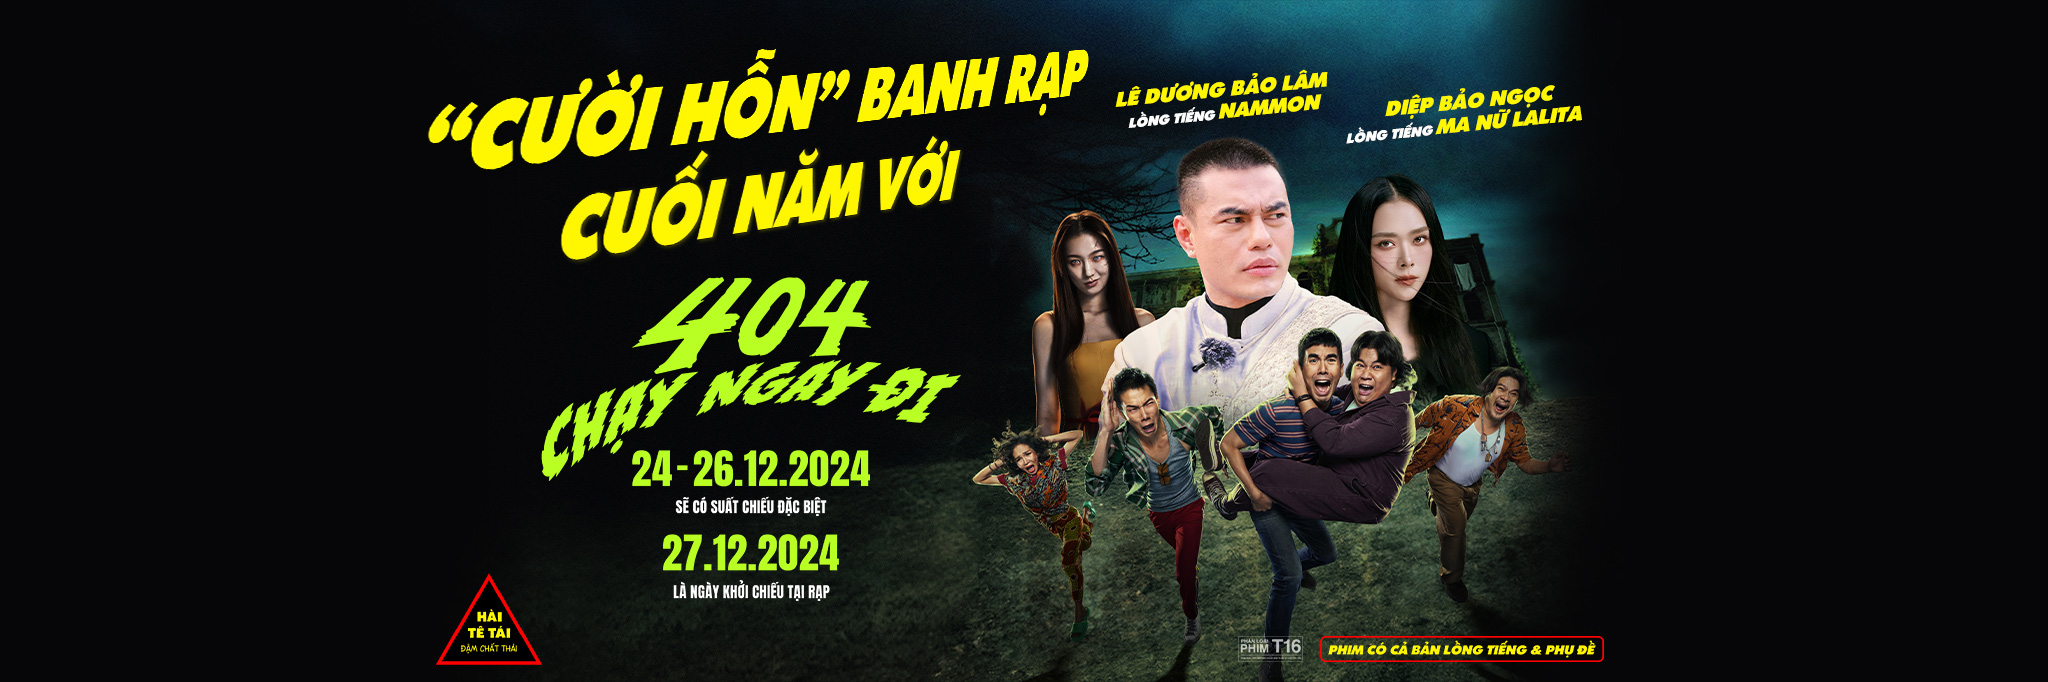 “CƯỜI HỖN” BANH RẠP
CUỐI NĂM VỚI
404
CHẠY NGAY ĐI
24 - 26.12.2024
SẼ CÓ SUẤT CHIẾU ĐẶC BIỆT
27.12.2024
LÀ NGÀY KHỞI CHIẾU TẠI RẠP
HÀI
TÊ TÁI
ĐẬM CHẤT THÁI
LÊ DƯƠNG BẢO LÂM
LỒNG TIẾNG NAMMON
DIỆP BẢO NGỌC
LỒNG TIẾNG MA NỮ LALITA
PHÂN LOẠI
PHIM T16
PHIM CÓ CẢ BẢN LỒNG TIẾNG & PHỤ ĐỀ